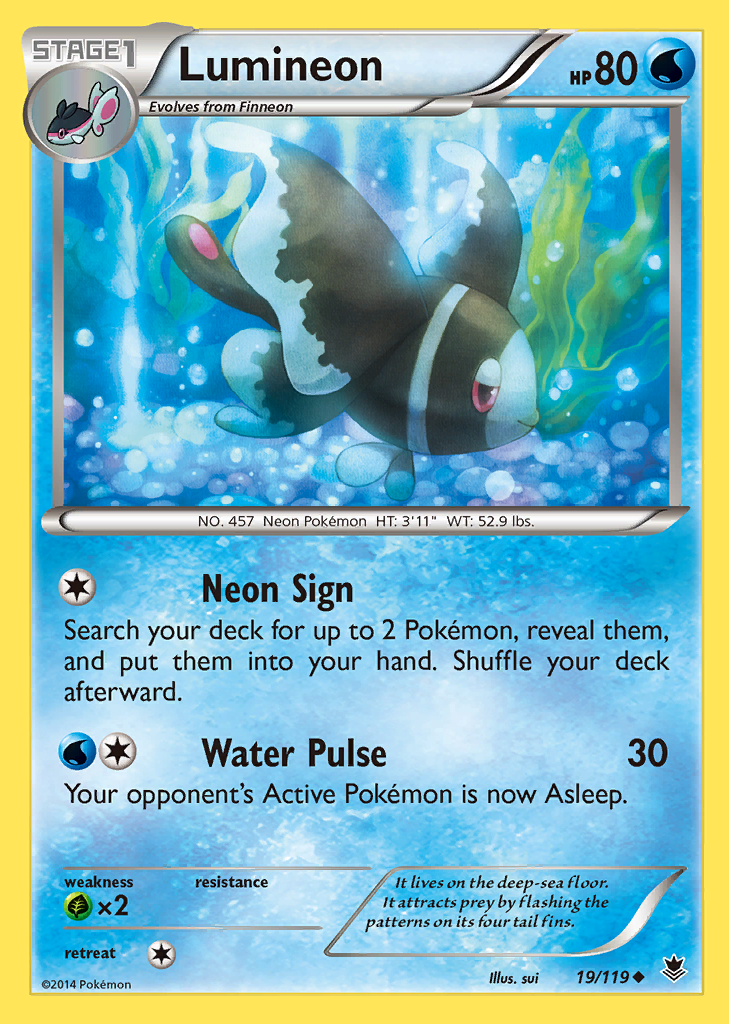 STAGE1
Lumineon
HP 80
Evolves from Finneon
NO. 457 Neon Pokémon HT: 3'11" WT: 52.9 lbs.
Neon Sign
Search your deck for up to 2 Pokémon, reveal them,
and put them into your hand. Shuffle your deck
afterward.
Water Pulse 30
Your opponent's Active Pokémon is now Asleep.
weakness resistance
×2
It lives on the deep-sea floor.
It attracts prey by flashing the
patterns on its four tail fins.
retreat
©2014 Pokémon
Illus. sui 19/119